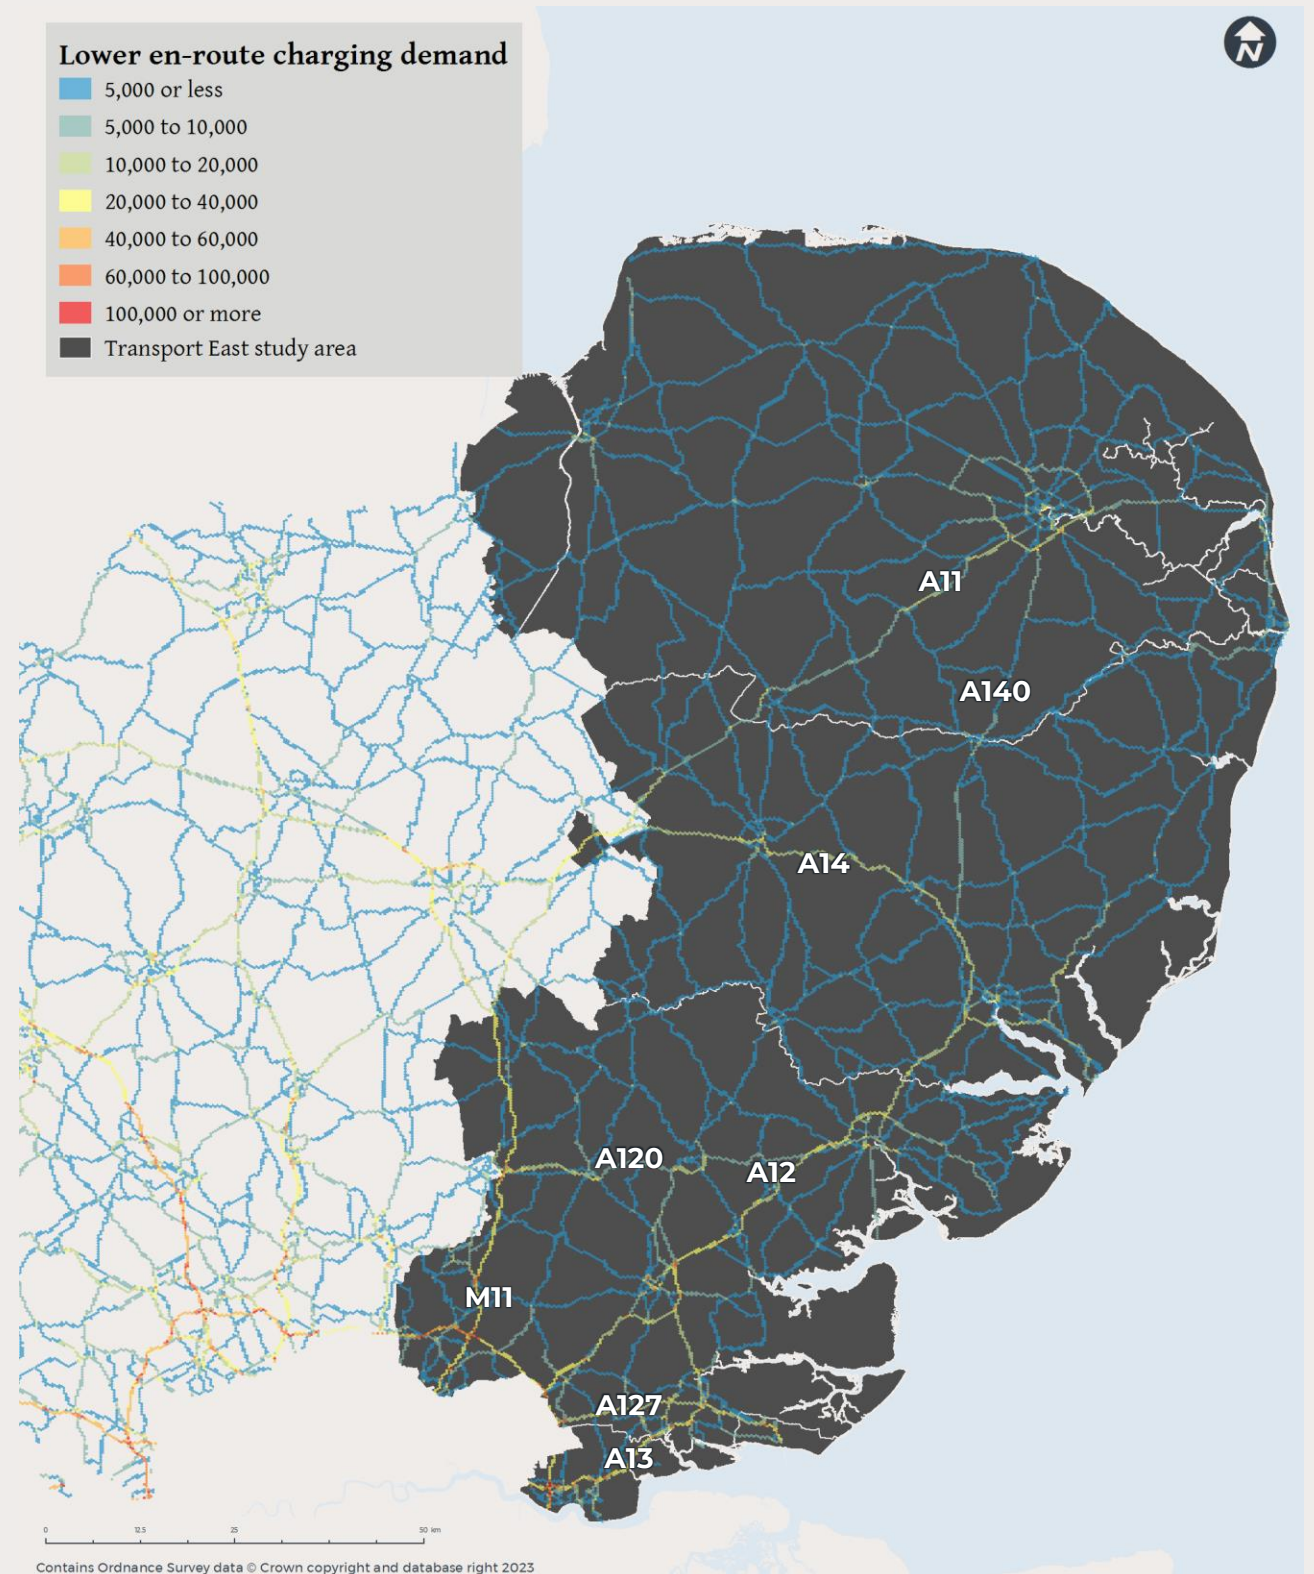 Lower en-route charging demand
5,000 or less
5,000 to 10,000
10,000 to 20,000
20,000 to 40,000
40,000 to 60,000
60,000 to 100,000
100,000 or more
Transport East study area
N
A11
A140
A14
A120
A12
M11
A127
A13
0 12.5 25 50 km
Contains Ordnance Survey data © Crown copyright and database right 2023